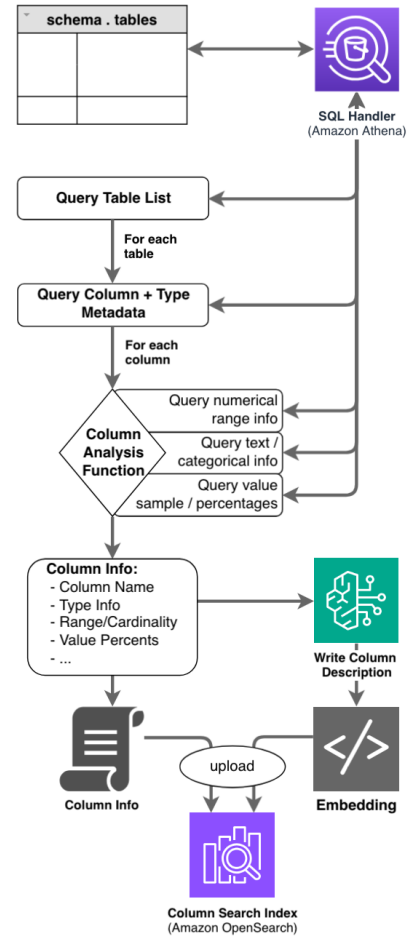 schema . tables
SQL Handler
(Amazon Athena)
Query Table List
For each
table
Query Column + Type
Metadata
For each
column
Query numerical
range info
Column
Analysis
Function
Query text /
categorical info
Query value
sample / percentages
Column Info:
- Column Name
- Type Info
- Range/Cardinality
- Value Percents
- ...
Write Column
Description
Column Info
upload
</>
Embedding
Column Search Index
(Amazon OpenSearch)